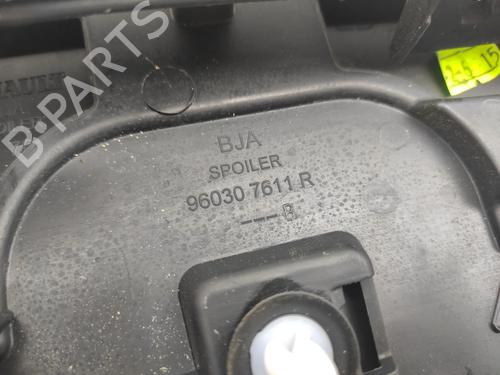 B-PARTS
BJA
SPOILER
96030 7611 R
---B